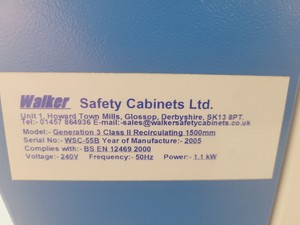 Walker Safety Cabinets Ltd.
Unit 1, Howard Town Mills, Glossop, Derbyshire, SK13 8PT.
Tel:- 01457 864936 E-mail:-sales@walkersafetycabinets.co.uk
Model:- Generation 3 Class II Recirculating 1500mm
Serial No:- WSC-55B Year of Manufacture:- 2005
Complies with:- BS EN 12469 2000
Voltage:- 240V Frequency:- 50Hz Power:- 1.1 kW